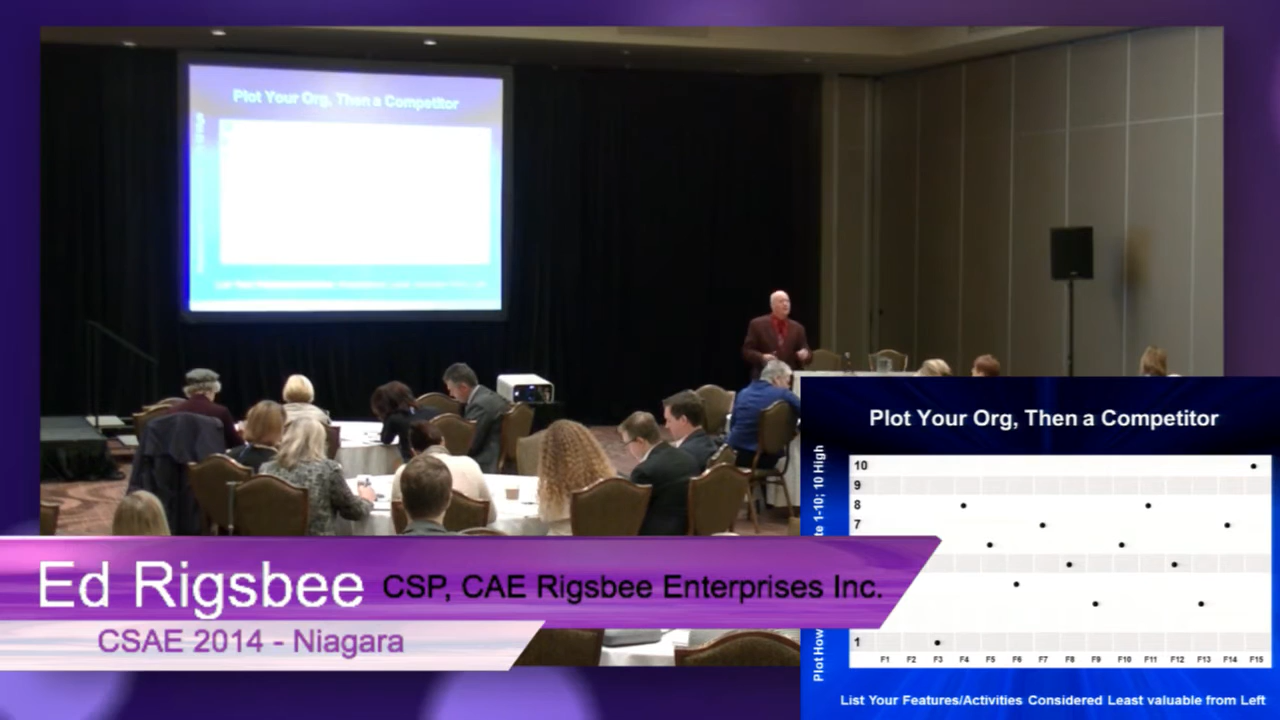 Plot Your Org, Then a Competitor
Plot Your Org, Then a Competitor
10
9
8
7
1
Plot How
te 1-10; 10 High
F1 F2 F3 F4 F5 F6 F7 F8 F9 F10 F11 F12 F13 F14 F15
List Your Features/Activities Considered Least valuable from Left
Ed Rigsbee CSP, CAE Rigsbee Enterprises Inc.
CSAE 2014 - Niagara